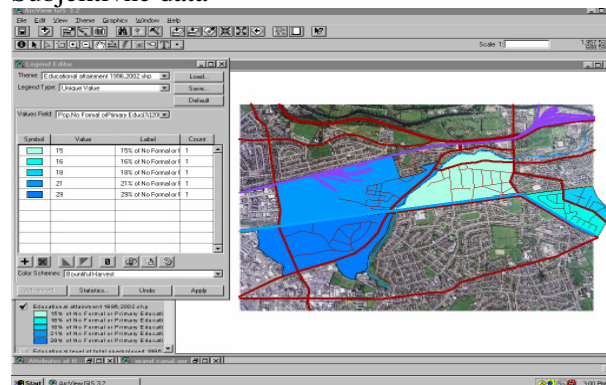 Subjektivne data
ArcView GIS 3.2
File Edit View Theme Graphics Window Help
Scale 1:
Legend Editor
Theme: Educational attainment 1996,2002.shp
Load...
Legend Type: Unique Value
Save...
Default
Values Field: Pop.No Formal orPrimary Educ(%)20
Symbol Value Label Count
15 15% of No Formal or F 1
16 16% of No Formal or F 1
18 18% of No Formal or F 1
21 21% of No Formal or F 1
29 29% of No Formal or F 1
Color Schemes: Bountiful Harvest
Advanced... Statistics... Undo Apply
Educational attainment 1996,2002.shp
15% of No Formal or Primary Educati
16% of No Formal or Primary Educati
18% of No Formal or Primary Educati
21% of No Formal or Primary Educati
29% of No Formal or Primary Educati
Start ArcView GIS 3.2 3:00 PM